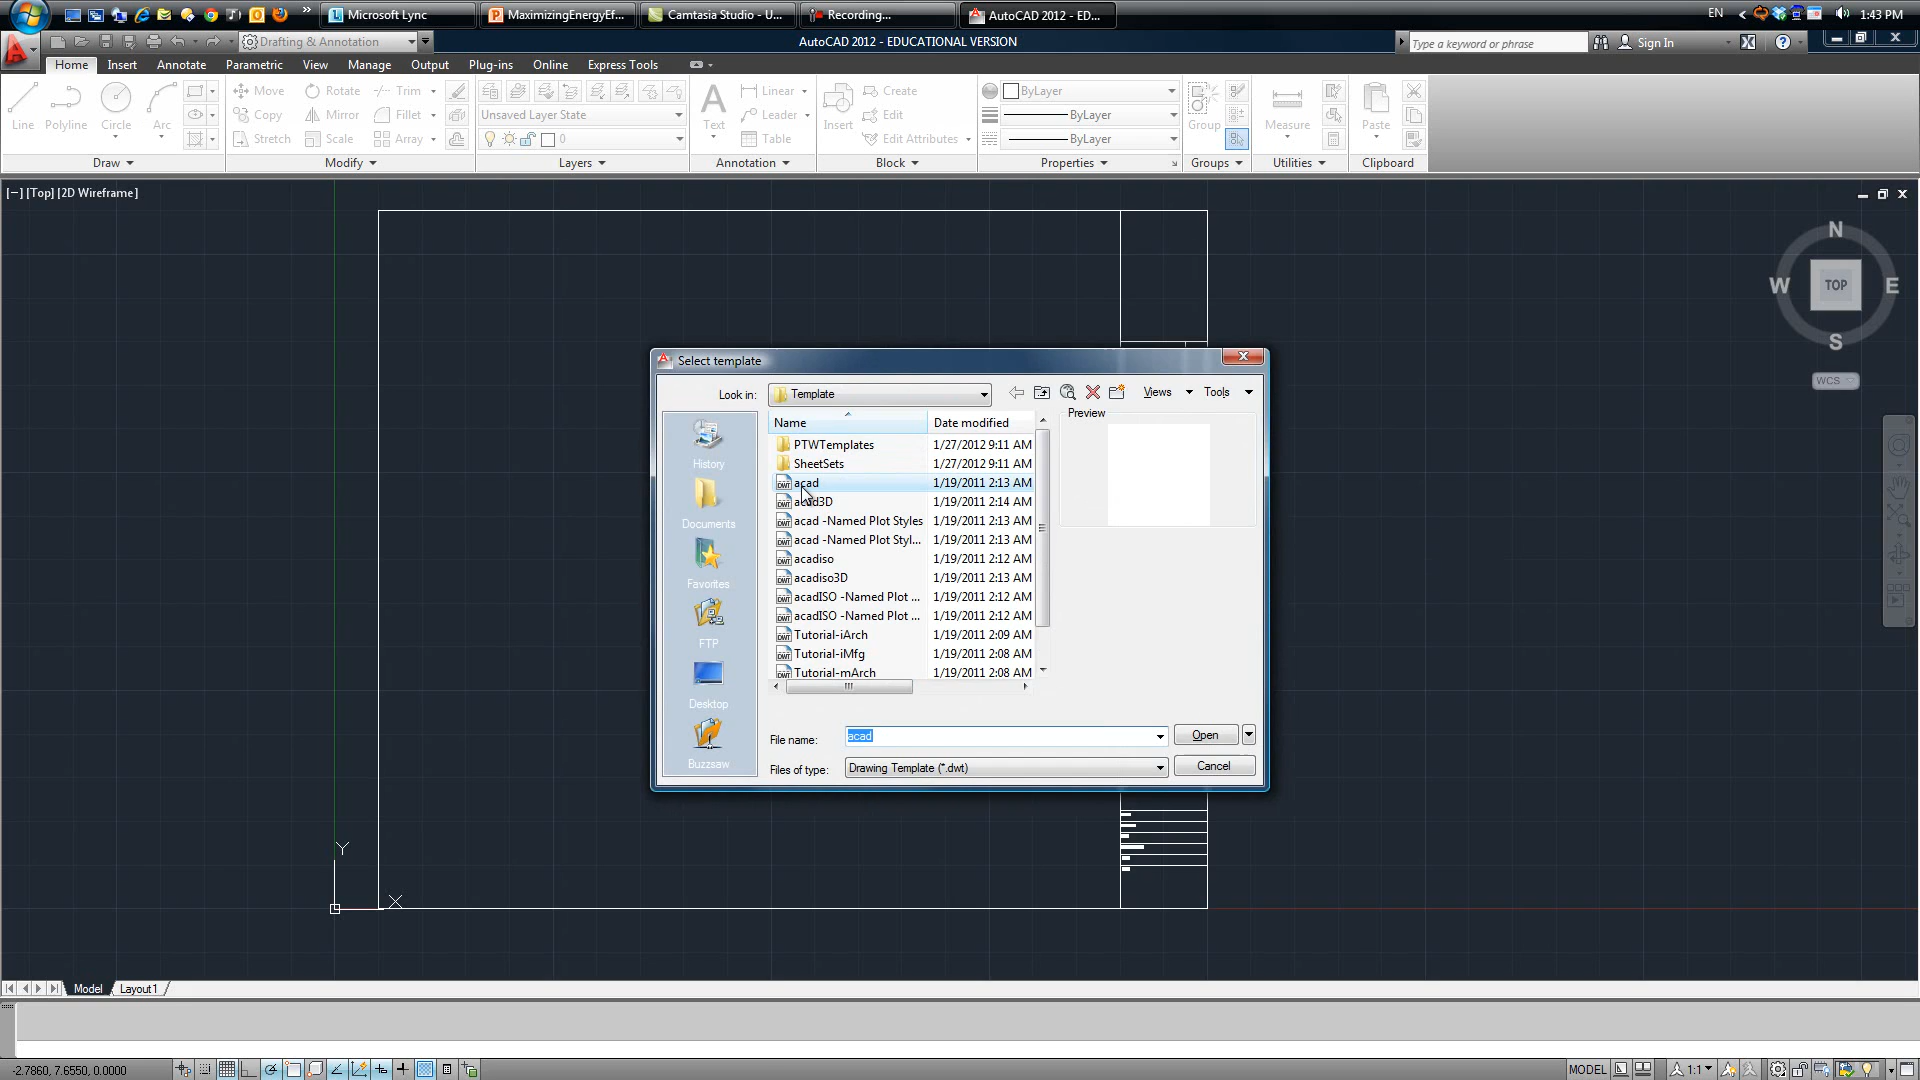 Microsoft Lync
MaximizingEnergyEf...
Camtasia Studio - U...
Recording...
AutoCAD 2012 - ED...
EN
1:43 PM
Drafting & Annotation
AutoCAD 2012 - EDUCATIONAL VERSION
Type a keyword or phrase
Sign In
Home
Insert
Annotate
Parametric
View
Manage
Output
Plug-ins
Online
Express Tools
Line
Polyline
Circle
Arc
Draw
Move
Rotate
Trim
Copy
Mirror
Fillet
Stretch
Scale
Array
Modify
Unsaved Layer State
0
Layers
Text
Linear
Leader
Table
Annotation
Insert
Create
Edit
Edit Attributes
Block
ByLayer
ByLayer
ByLayer
Properties
Group
Groups
Measure
Utilities
Paste
Clipboard
[−] [Top] [2D Wireframe]
N
W
TOP
E
S
WCS
Select template
Look in:
Template
Views
Tools
History
Documents
Favorites
FTP
Desktop
Buzzsaw
Name
Date modified
PTWTemplates 1/27/2012 9:11 AM
SheetSets 1/27/2012 9:11 AM
acad 1/19/2011 2:13 AM
acad3D 1/19/2011 2:14 AM
acad -Named Plot Styles 1/19/2011 2:13 AM
acad -Named Plot Styl... 1/19/2011 2:13 AM
acadiso 1/19/2011 2:12 AM
acadiso3D 1/19/2011 2:13 AM
acadISO -Named Plot ... 1/19/2011 2:12 AM
acadISO -Named Plot ... 1/19/2011 2:12 AM
Tutorial-iArch 1/19/2011 2:09 AM
Tutorial-iMfg 1/19/2011 2:08 AM
Tutorial-mArch 1/19/2011 2:08 AM
Preview
File name:
acad
Open
Files of type:
Drawing Template (*.dwt)
Cancel
Y
X
Model
Layout1
-2.7860, 7.6550, 0.0000
MODEL
1:1